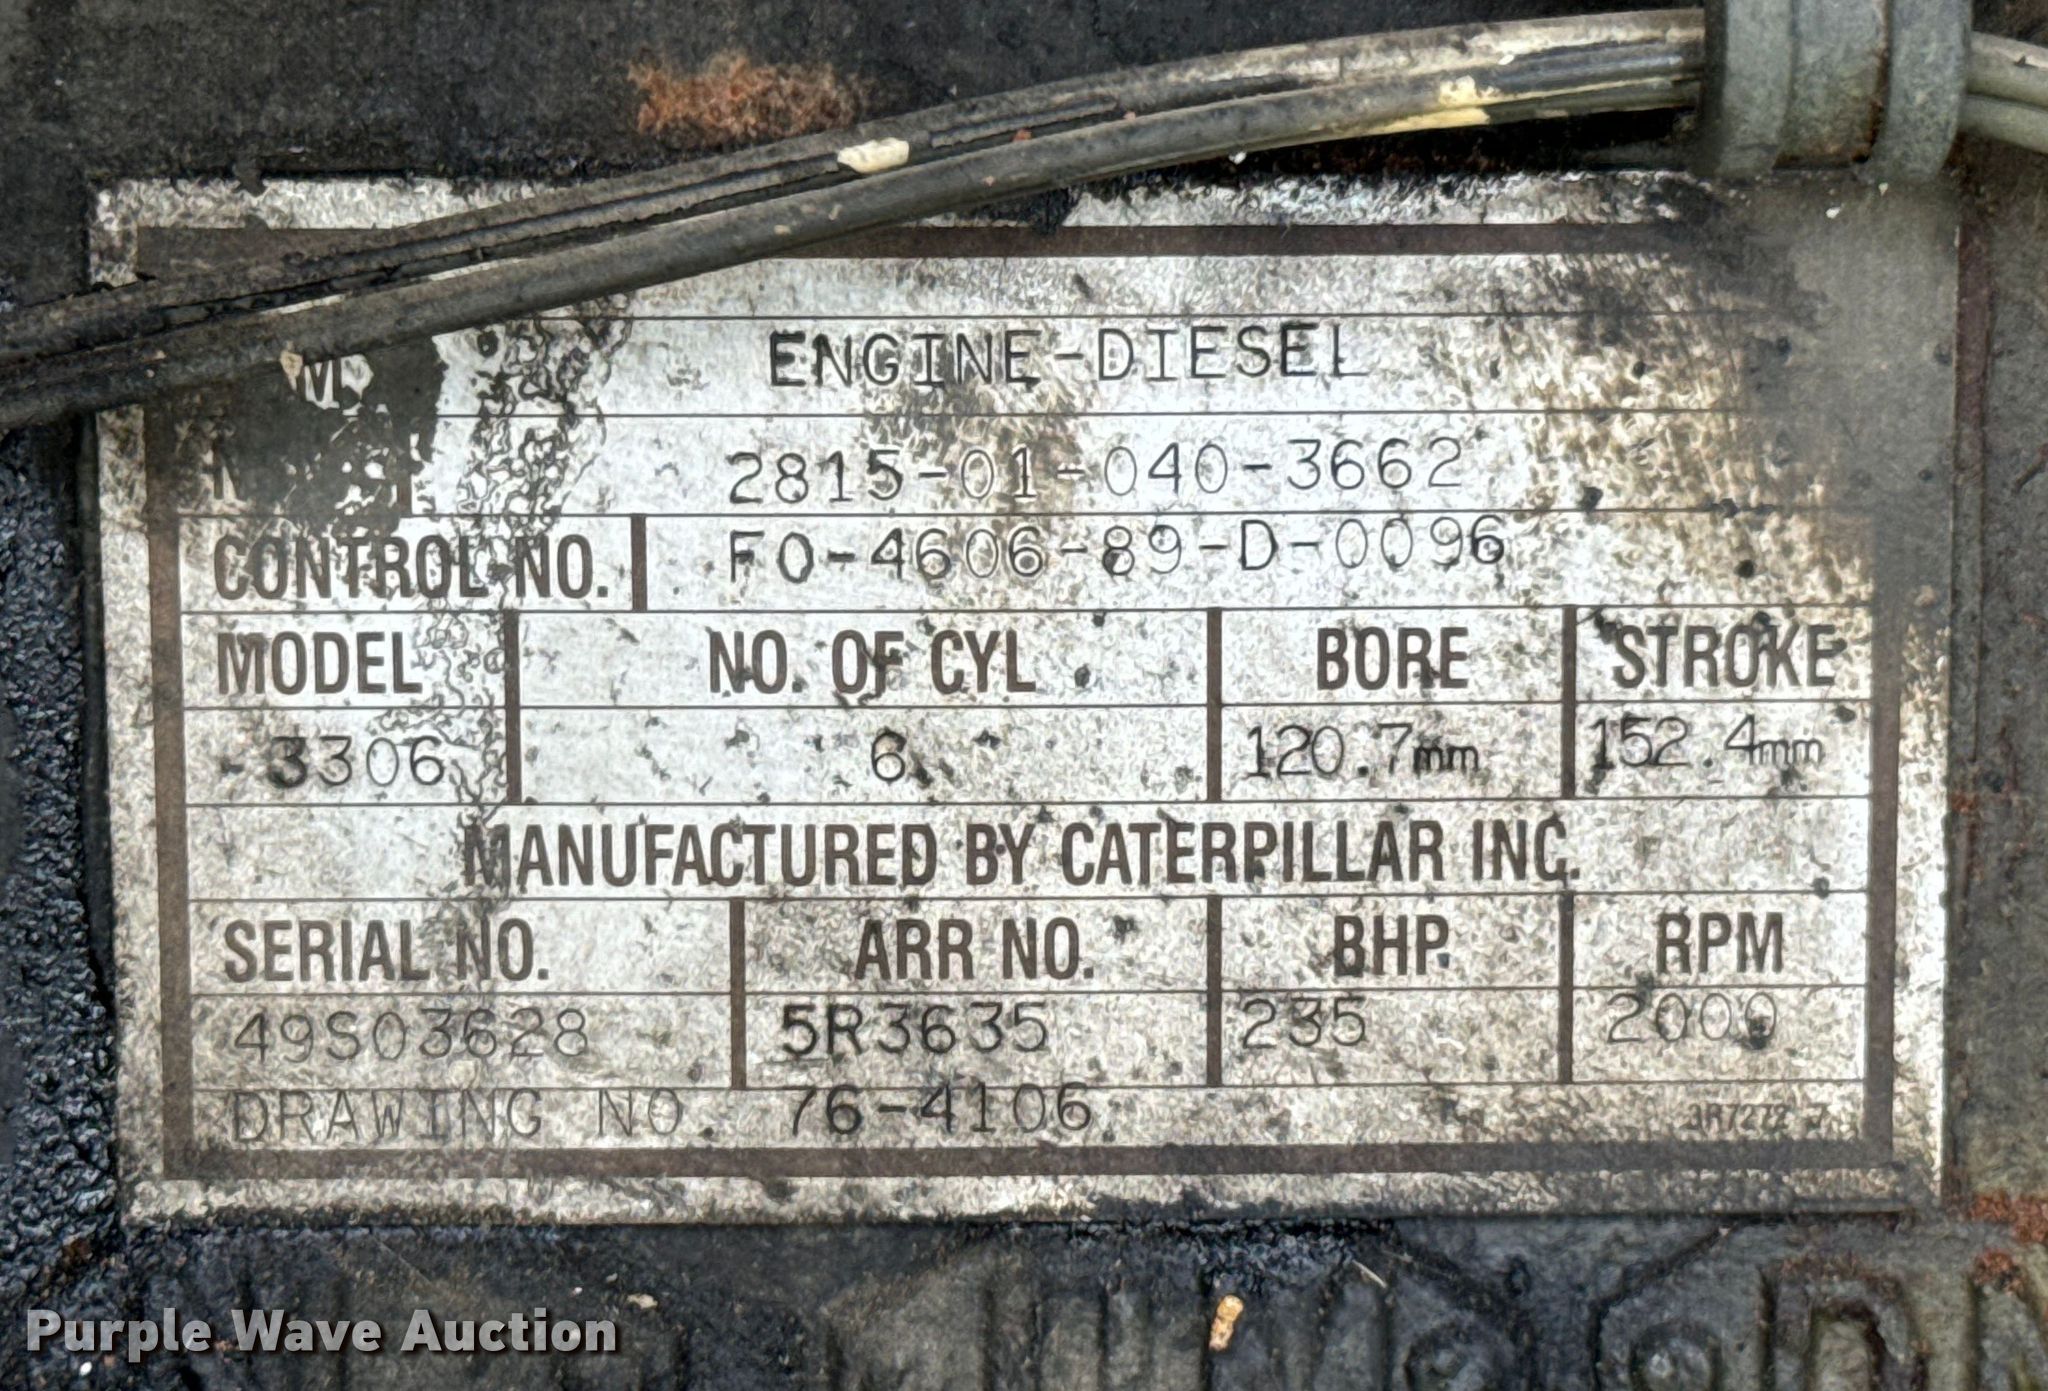 ENGINE-DIESEL
2815-01-040-3662
CONTROL NO. FO-4606-89-D-0096
MODEL NO. OF CYL BORE STROKE
3306 6 120.7mm 152.4mm
MANUFACTURED BY CATERPILLAR INC.
SERIAL NO. ARR NO. BHP. RPM
49S03628 5R3635 235 2000
DRAWING NO. 76-4106
3R7272 7
Purple Wave Auction